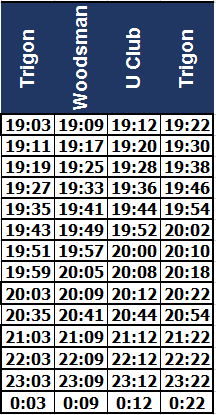 Trigon Woodsman U Club Trigon
19:03 19:09 19:12 19:22
19:11 19:17 19:20 19:30
19:19 19:25 19:28 19:38
19:27 19:33 19:36 19:46
19:35 19:41 19:44 19:54
19:43 19:49 19:52 20:02
19:51 19:57 20:00 20:10
19:59 20:05 20:08 20:18
20:03 20:09 20:12 20:22
20:35 20:41 20:44 20:54
21:03 21:09 21:12 21:22
22:03 22:09 22:12 22:22
23:03 23:09 23:12 23:22
0:03 0:09 0:12 0:22